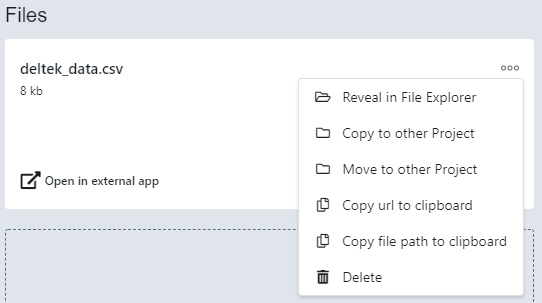 Files
deltek_data.csv
8 kb
Reveal in File Explorer
Copy to other Project
Move to other Project
Open in external app
Copy url to clipboard
Copy file path to clipboard
Delete